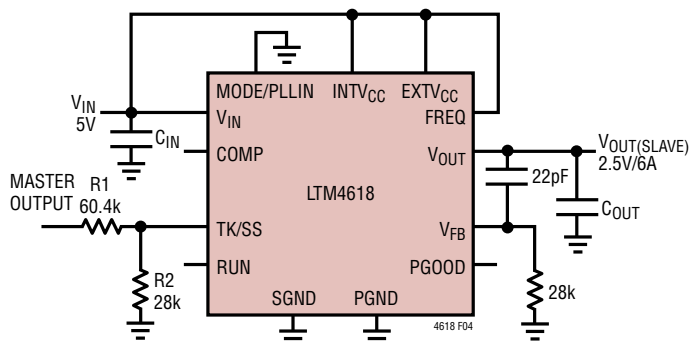 MODE/PLLIN INTVCC EXTVCC
VIN
5V
VIN
FREQ
CIN
COMP
VOUT
VOUT(SLAVE)
2.5V/6A
22pF
LTM4618
MASTER
OUTPUT
R1
60.4k
COUT
TK/SS
VFB
RUN
PGOOD
R2
28k
28k
SGND
PGND
4618 F04